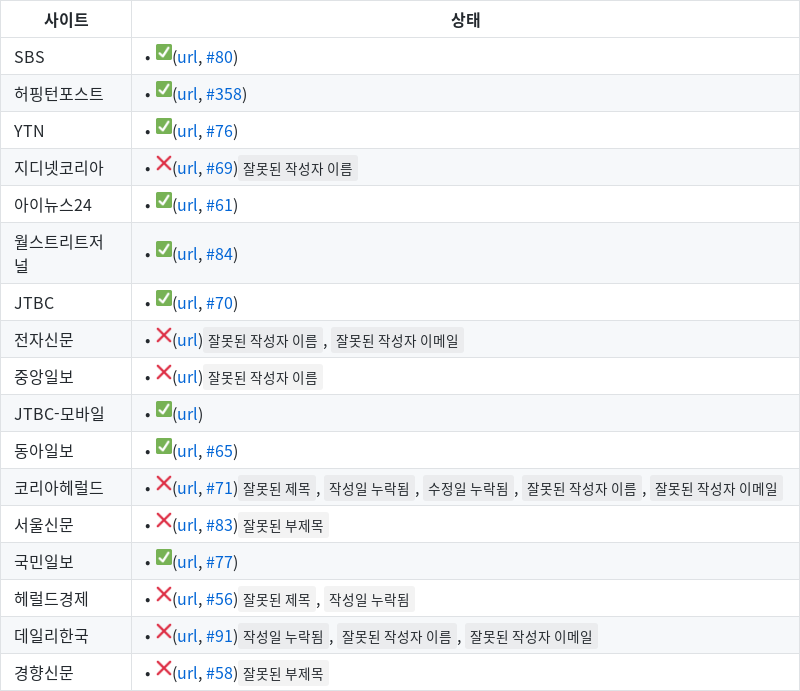 사이트 상태
SBS • ✅(url, #80)
허핑턴포스트 • ✅(url, #358)
YTN • ✅(url, #76)
지디넷코리아 • ❌(url, #69) 잘못된 작성자 이름
아이뉴스24 • ✅(url, #61)
월스트리트저
널 • ✅(url, #84)
JTBC • ✅(url, #70)
전자신문 • ❌(url) 잘못된 작성자 이름 , 잘못된 작성자 이메일
중앙일보 • ❌(url) 잘못된 작성자 이름
JTBC-모바일 • ✅(url)
동아일보 • ✅(url, #65)
코리아헤럴드 • ❌(url, #71) 잘못된 제목 , 작성일 누락됨 , 수정일 누락됨 , 잘못된 작성자 이름 , 잘못된 작성자 이메일
서울신문 • ❌(url, #83) 잘못된 부제목
국민일보 • ✅(url, #77)
헤럴드경제 • ❌(url, #56) 잘못된 제목 , 작성일 누락됨
데일리한국 • ❌(url, #91) 작성일 누락됨 , 잘못된 작성자 이름 , 잘못된 작성자 이메일
경향신문 • ❌(url, #58) 잘못된 부제목